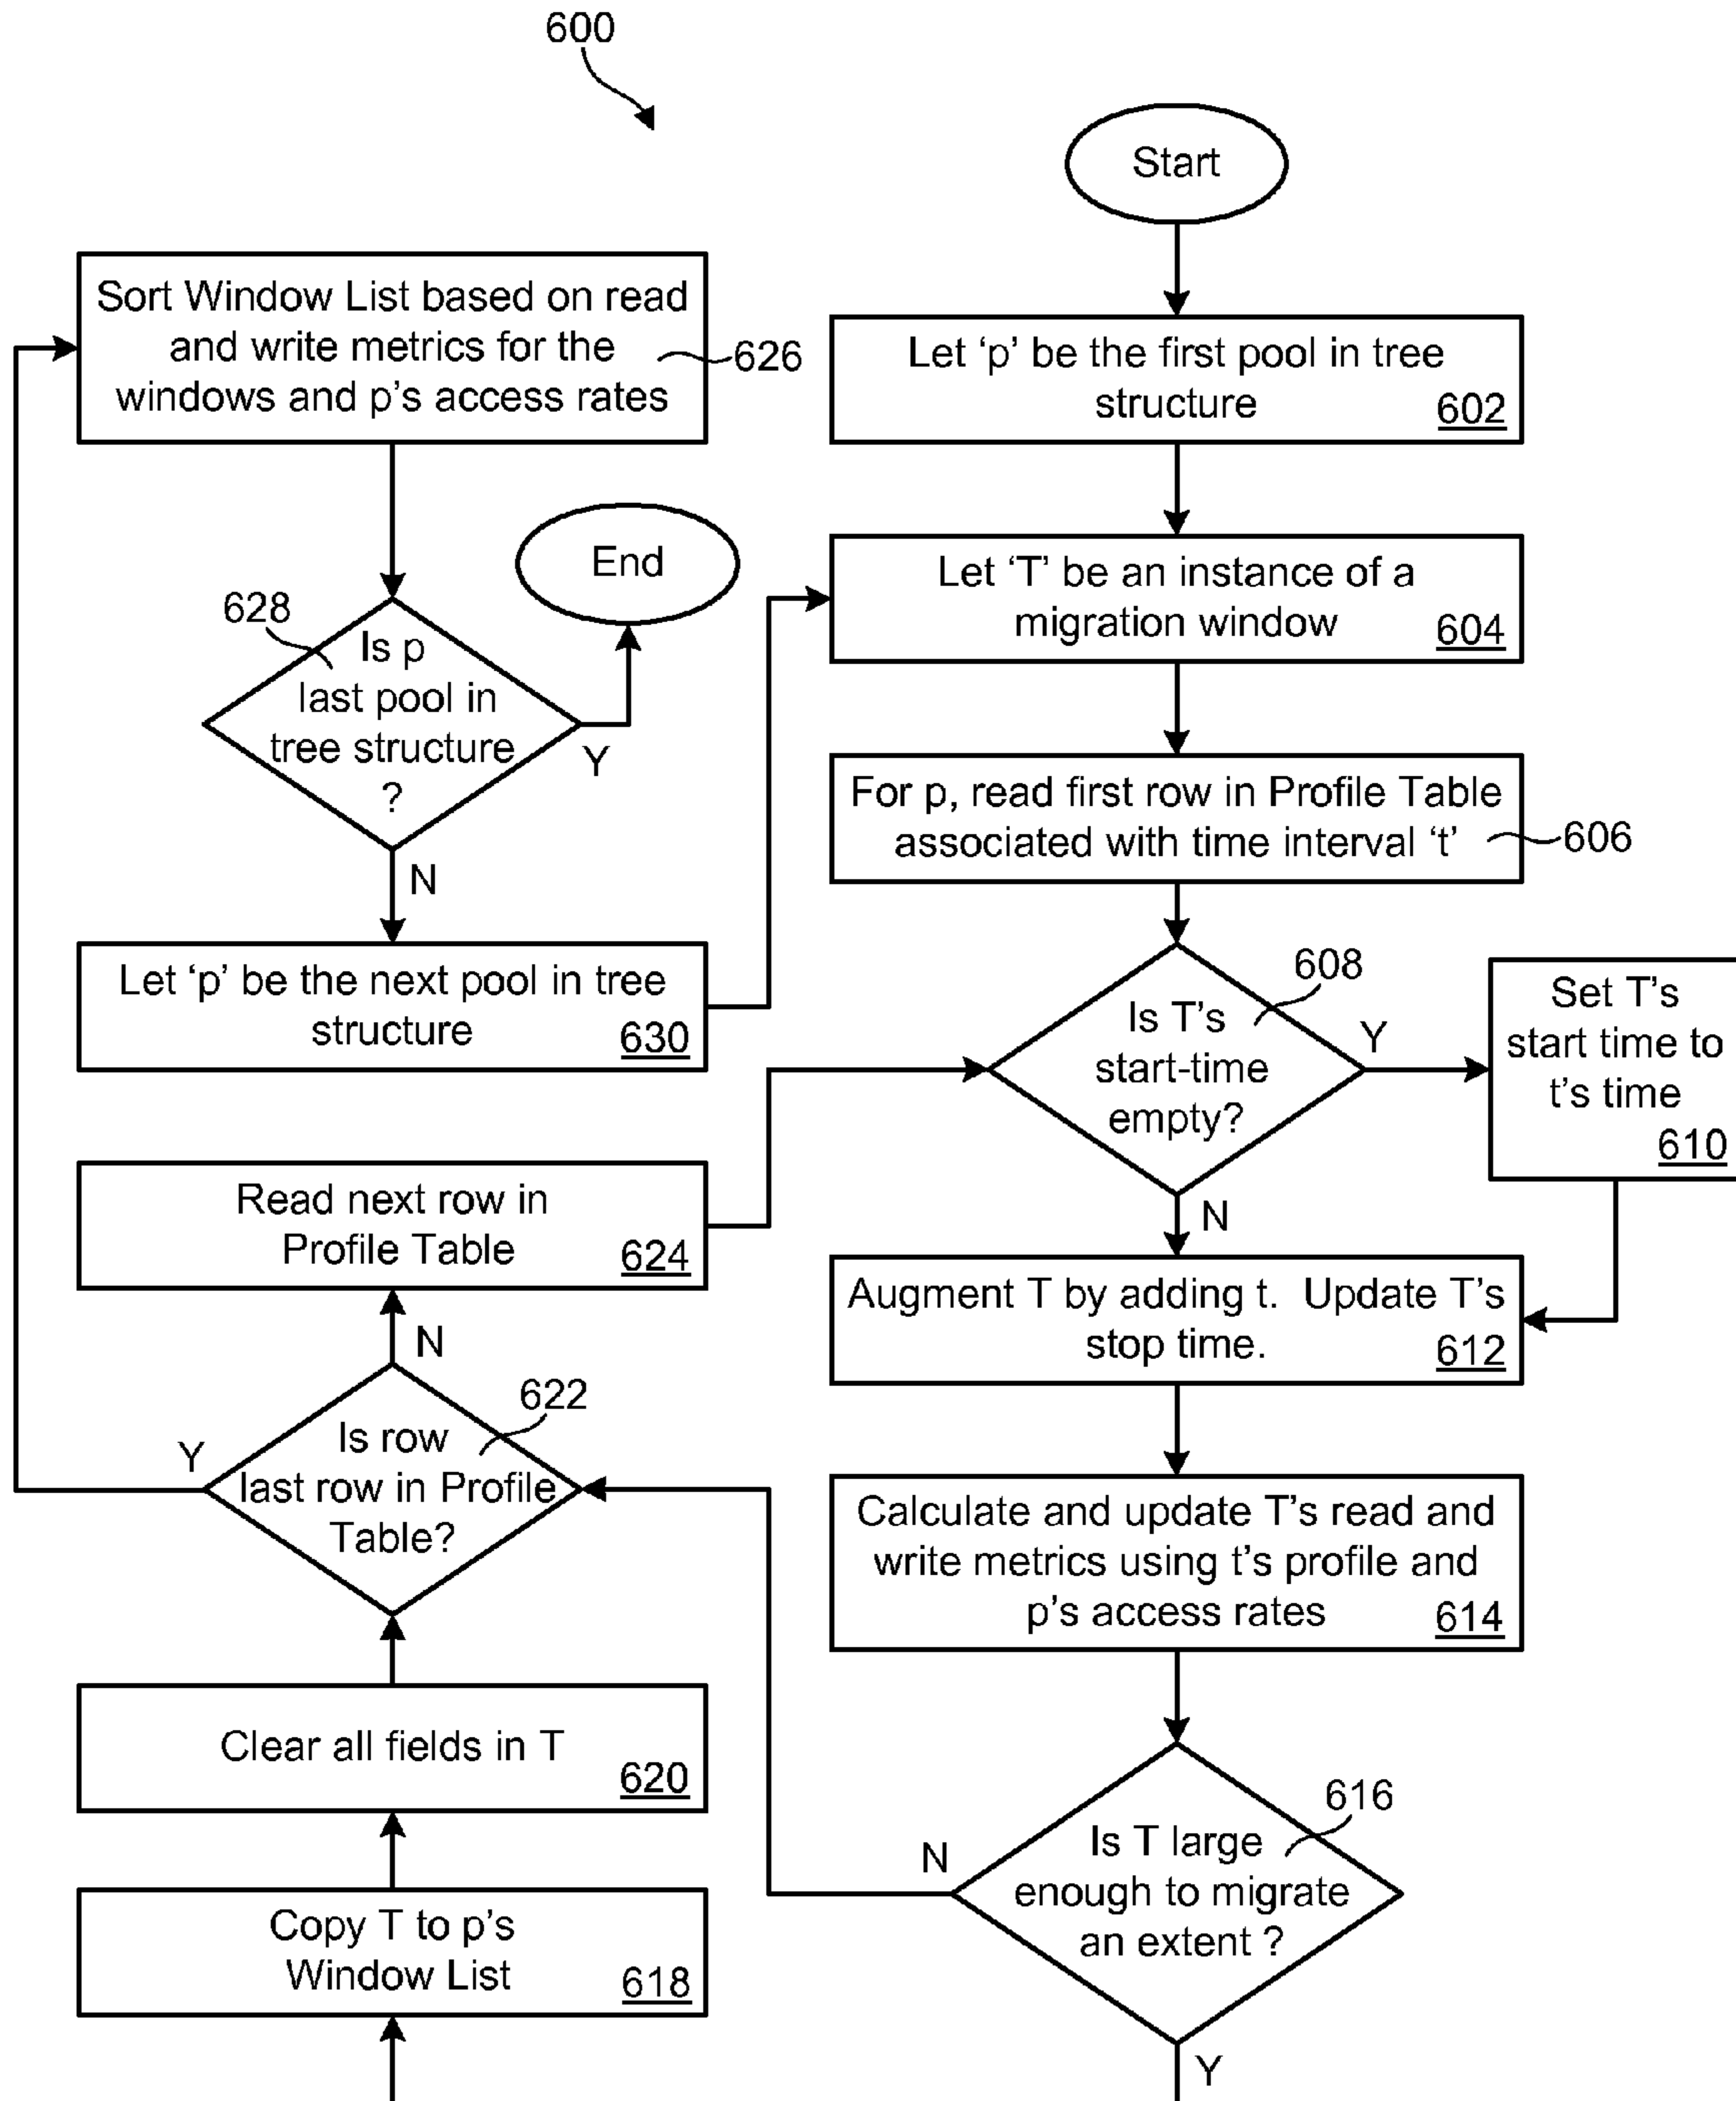 600
Start
Let ‘p’ be the first pool in tree
structure
602
Let ‘T’ be an instance of a
migration window
604
For p, read first row in Profile Table
associated with time interval ‘t’
606
608
Is T’s
start-time
empty?
Y
N
Set T’s
start time to
t’s time
610
Augment T by adding t.  Update T’s
stop time.
612
Calculate and update T’s read and
write metrics using t’s profile and
p’s access rates
614
616
Is T large
enough to migrate
an extent ?
N
Y
Copy T to p’s
Window List
618
Clear all fields in T
620
622
Is row
last row in Profile
Table?
Y
N
Read next row in
Profile Table
624
Sort Window List based on read
and write metrics for the
windows and p’s access rates
626
628
Is p
last pool in
tree structure
?
Y
N
End
Let ‘p’ be the next pool in tree
structure
630